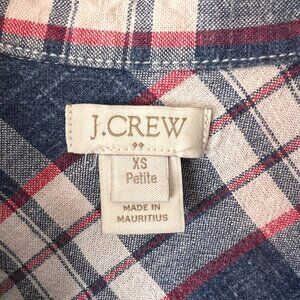 J.CREW
XS
Petite
MADE IN
MAURITIUS